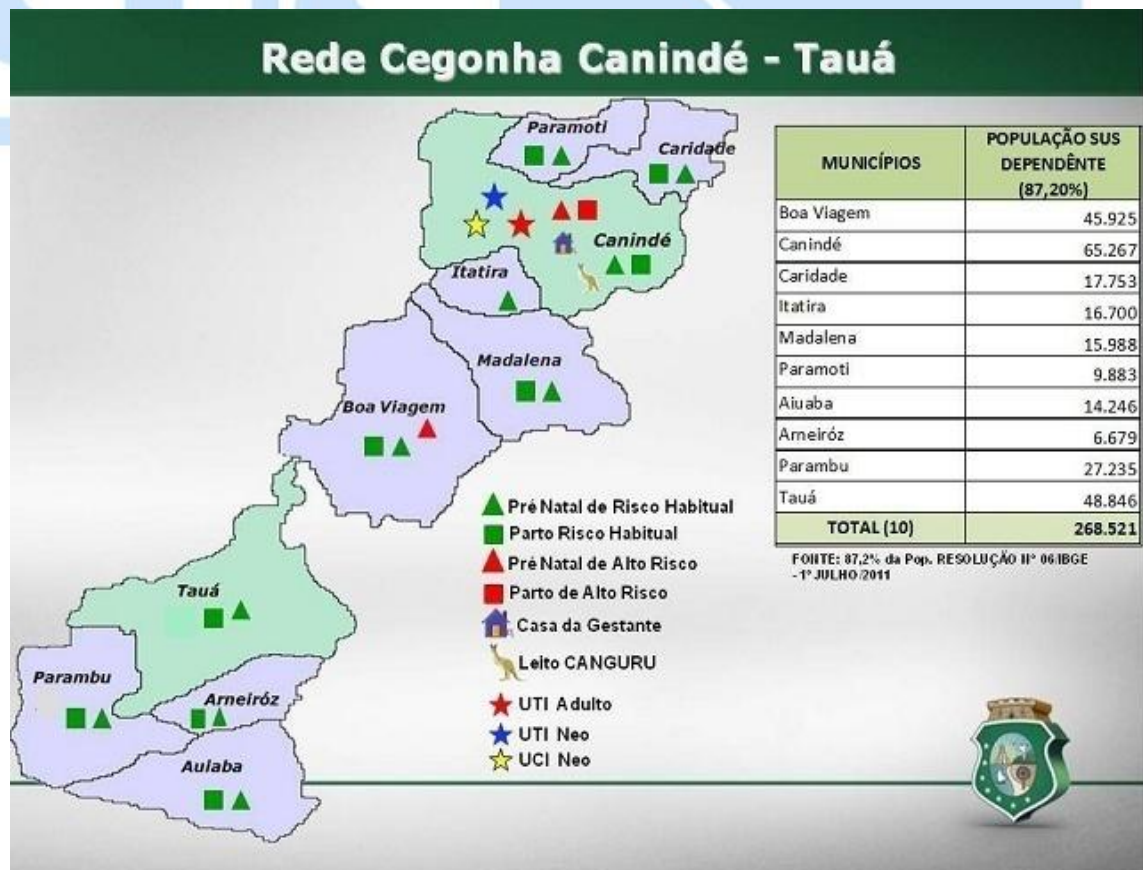 Rede Cegonha Canindé - Tauá
Paramoti
Caridade
Canindé
Itatira
Madalena
Boa Viagem
Tauá
Parambu
Arneiróz
Auiaba
Pré Natal de Risco Habitual
Parto Risco Habitual
Pré Natal de Alto Risco
Parto de Alto Risco
Casa da Gestante
Leito CANGURU
UTI Adulto
UTI Neo
UCI Neo
MUNICÍPIOS POPULAÇÃO SUS DEPENDÊNTE (87,20%)
Boa Viagem 45.925
Canindé 65.267
Caridade 17.753
Itatira 16.700
Madalena 15.988
Paramoti 9.883
Aiuaba 14.246
Arneiróz 6.679
Parambu 27.235
Tauá 48.846
TOTAL (10) 268.521
FONTE: 87,2% da Pop. RESOLUÇÃO Nº 06/IBGE
- 1º JULHO/2011